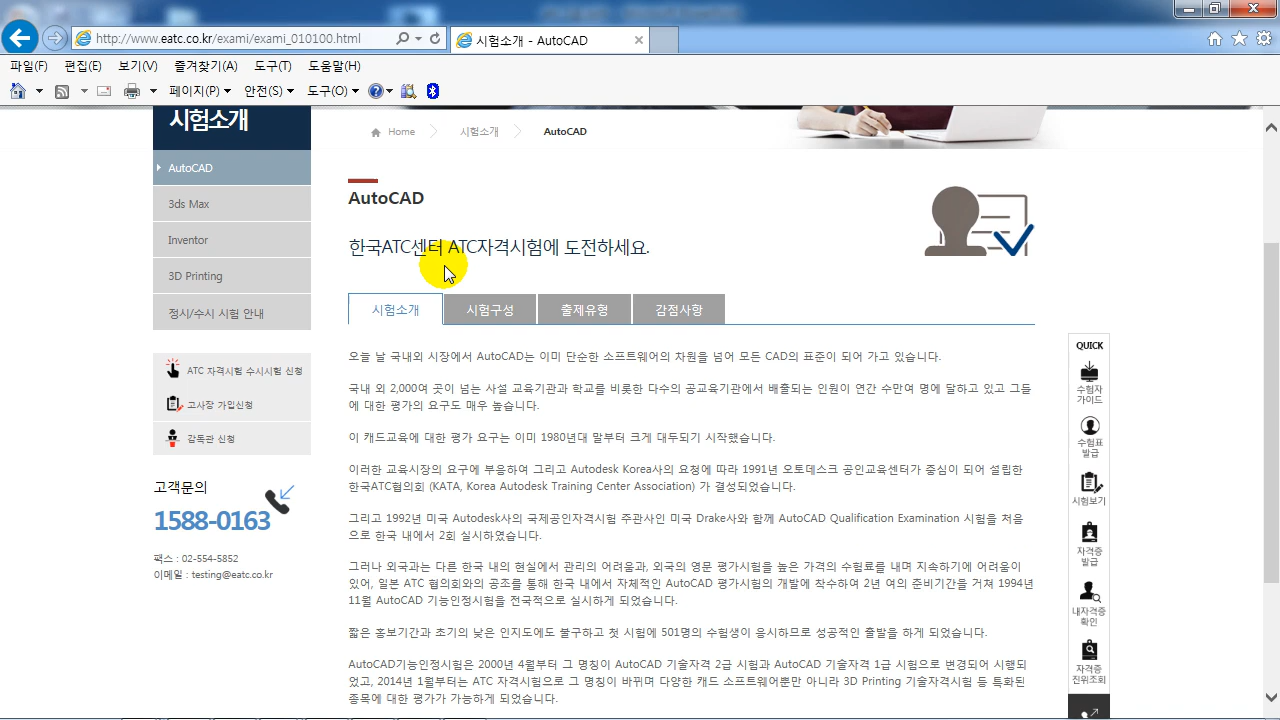 http://www.eatc.co.kr/exami/exami_010100.html
시험소개 - AutoCAD
파일(F) 편집(E) 보기(V) 즐겨찾기(A) 도구(T) 도움말(H)
페이지(P) 안전(S) 도구(O)
시험소개
Home 시험소개 AutoCAD
AutoCAD
3ds Max
Inventor
3D Printing
정시/수시 시험 안내
ATC 자격시험 수시시험 신청
고사장 가입신청
감독관 신청
고객문의
1588-0163
팩스 : 02-554-5852
이메일 : testing@eatc.co.kr
AutoCAD
한국ATC센터 ATC자격시험에 도전하세요.
시험소개 시험구성 출제유형 감점사항
오늘 날 국내외 시장에서 AutoCAD는 이미 단순한 소프트웨어의 차원을 넘어 모든 CAD의 표준이 되어 가고 있습니다.
국내 약2,000여 곳이 넘는 사설 교육기관과 학교를 비롯한 다수의 공교육기관에서 배출되는 인원이 연간 수만여 명에 달하고 있고 그들
에 대한 평가의 요구도 매우 높습니다.
이 캐드교육에 대한 평가 요구는 이미 1980년대 말부터 크게 대두되기 시작했습니다.
이러한 교육시장의 요구에 부응하여 그리고 Autodesk Korea사의 요청에 따라 1991년 오토데스크 공인교육센터가 중심이 되어 설립한
한국ATC협의회 (KATA, Korea Autodesk Training Center Association) 가 결성되었습니다.
그리고 1992년 미국 Autodesk사의 국제공인자격시험 주관사인 미국 Drake사와 함께 AutoCAD Qualification Examination 시험을 처음
으로 한국 내에서 2회 실시하였습니다.
그러나 외국과는 다른 한국 내의 현실에서 관리의 어려움과, 외국의 영문 평가시험을 높은 가격의 수험료를 내며 지속하기에 어려움이
있어, 일본 ATC 협의회와의 공조를 통해 한국 내에서 자체적인 AutoCAD 평가시험의 개발에 착수하여 2년 여의 준비기간을 거쳐 1994년
11월 AutoCAD 기능인정시험을 전국적으로 실시하게 되었습니다.
짧은 홍보기간과 초기의 낮은 인지도에도 불구하고 첫 시험에 501명의 수험생이 응시하므로 성공적인 출발을 하게 되었습니다.
AutoCAD기능인정시험은 2000년 4월부터 그 명칭이 AutoCAD 기술자격 2급 시험과 AutoCAD 기술자격 1급 시험으로 변경되어 시행되
었고, 2014년 1월부터는 ATC 자격시험으로 그 명칭이 바뀌며 다양한 캐드 소프트웨어뿐만 아니라 3D Printing 기술자격시험 등 특화된
종목에 대한 평가가 가능하게 되었습니다.
QUICK
수험자
가이드
수험표
발급
시험보기
자격증
발급
내자격증
확인
자격증
진위조회